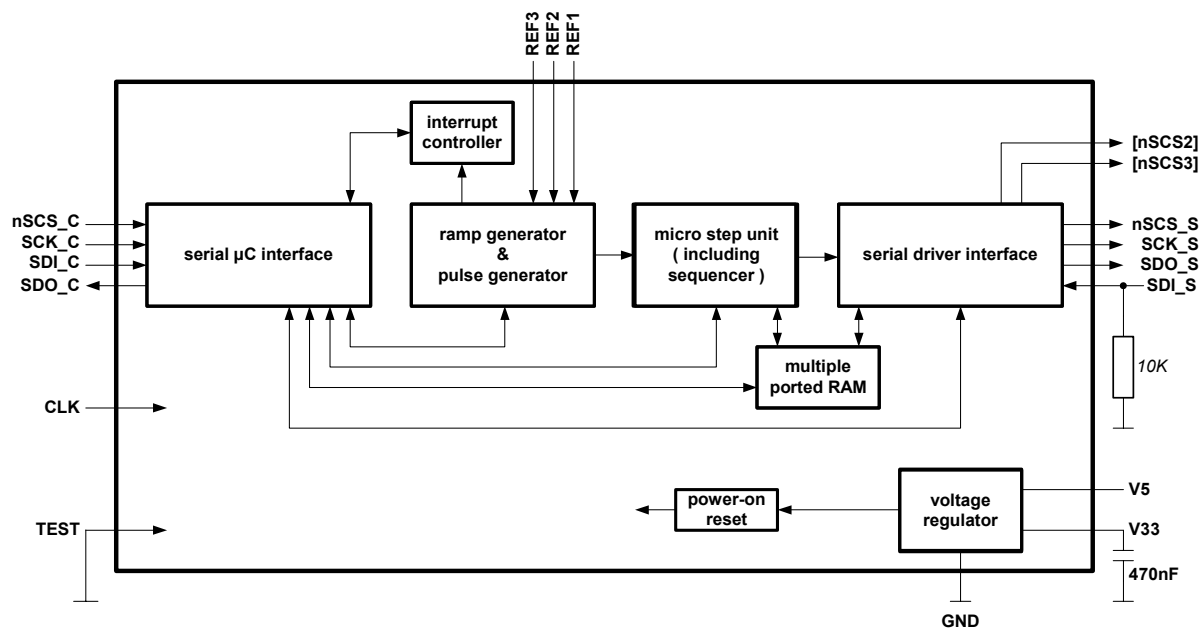 REF3
REF2
REF1
interrupt
controller
[nSCS2]
[nSCS3]
nSCS_C
SCK_C
SDI_C
SDO_C
serial µC interface
ramp generator
&
pulse generator
micro step unit
( including
sequencer )
serial driver interface
nSCS_S
SCK_S
SDO_S
SDI_S
multiple
ported RAM
10K
CLK
TEST
power-on
reset
voltage
regulator
V5
V33
470nF
GND